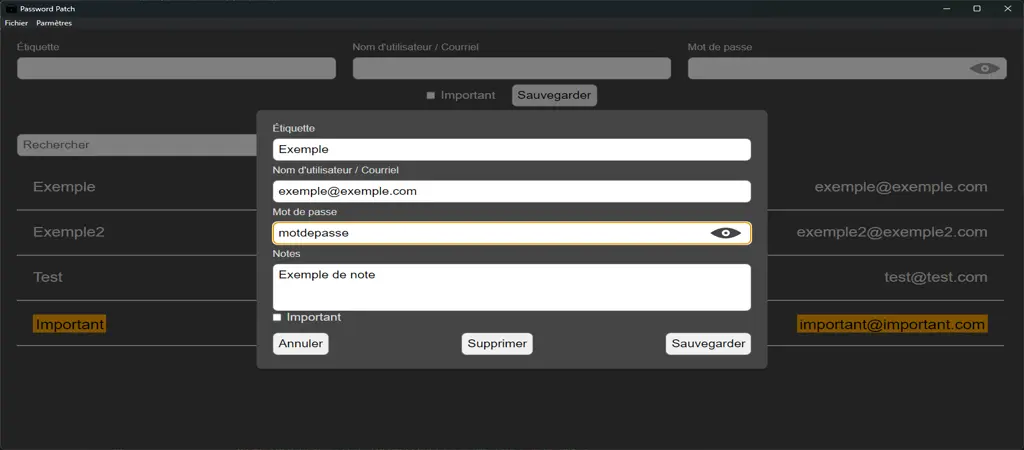 Password Patch
Fichier Paramètres
Étiquette Nom d'utilisateur / Courriel Mot de passe
Important Sauvegarder
Étiquette
Rechercher
Exemple
Nom d'utilisateur / Courriel
Exemple exemple@exemple.com exemple@exemple.com
Mot de passe
Exemple2 motdepasse exemple2@exemple2.com
Notes
Test Exemple de note test@test.com
Important
Important important@important.com
Annuler Supprimer Sauvegarder